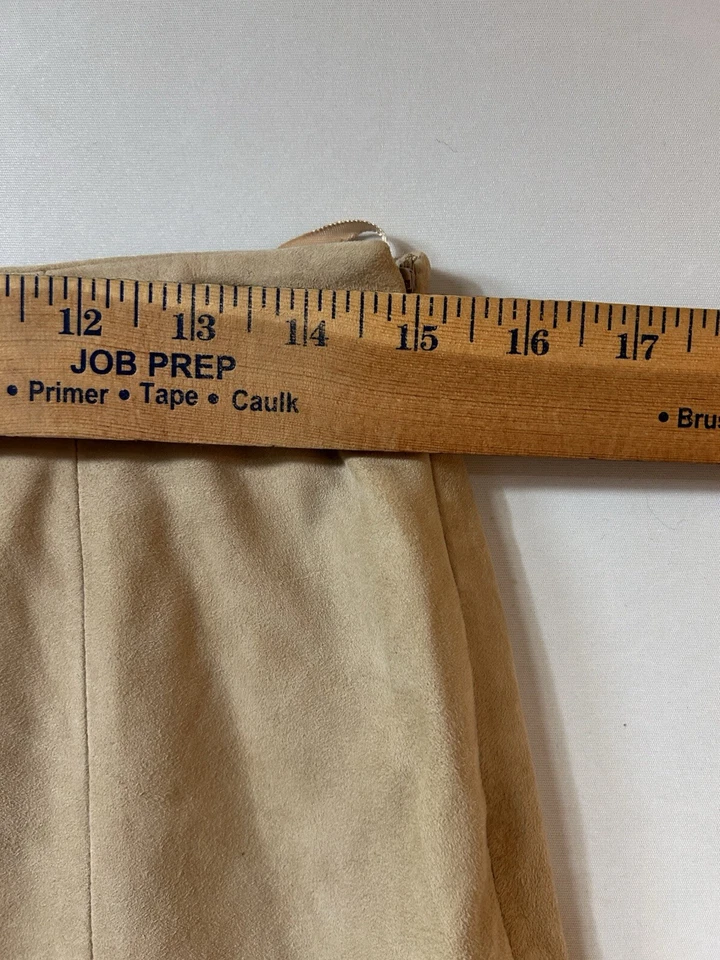 12 13 14 15 16 17
JOB PREP
• Primer • Tape • Caulk
• Brus